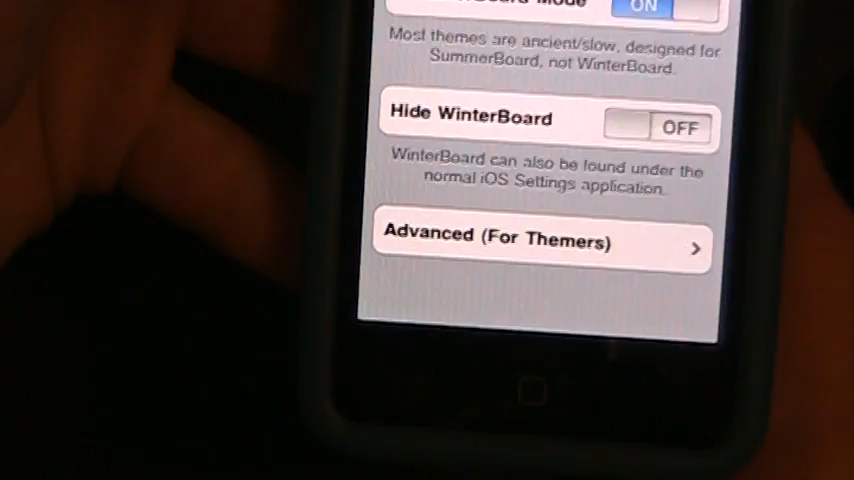 Mode
ON
Most themes are ancient/slow, designed for
SummerBoard, not WinterBoard.
Hide WinterBoard
OFF
WinterBoard can also be found under the
normal iOS Settings application.
Advanced (For Themers)